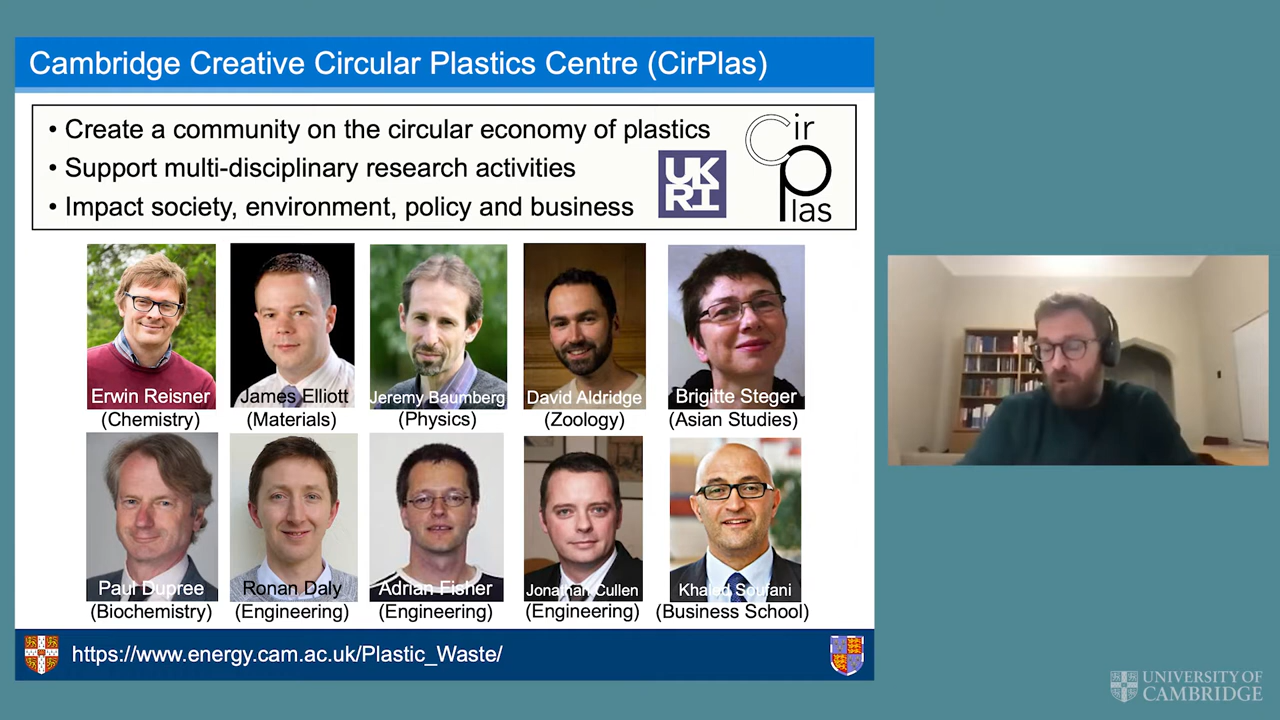 Cambridge Creative Circular Plastics Centre (CirPlas)
• Create a community on the circular economy of plastics
• Support multi-disciplinary research activities
• Impact society, environment, policy and business
UK
RI
Cir
Plas
Erwin Reisner
(Chemistry)
James Elliott
(Materials)
Jeremy Baumberg
(Physics)
David Aldridge
(Zoology)
Brigitte Steger
(Asian Studies)
Paul Dupree
(Biochemistry)
Ronan Daly
(Engineering)
Adrian Fisher
(Engineering)
Jonathan Cullen
(Engineering)
Khaled Soufani
(Business School)
https://www.energy.cam.ac.uk/Plastic_Waste/
UNIVERSITY OF
CAMBRIDGE